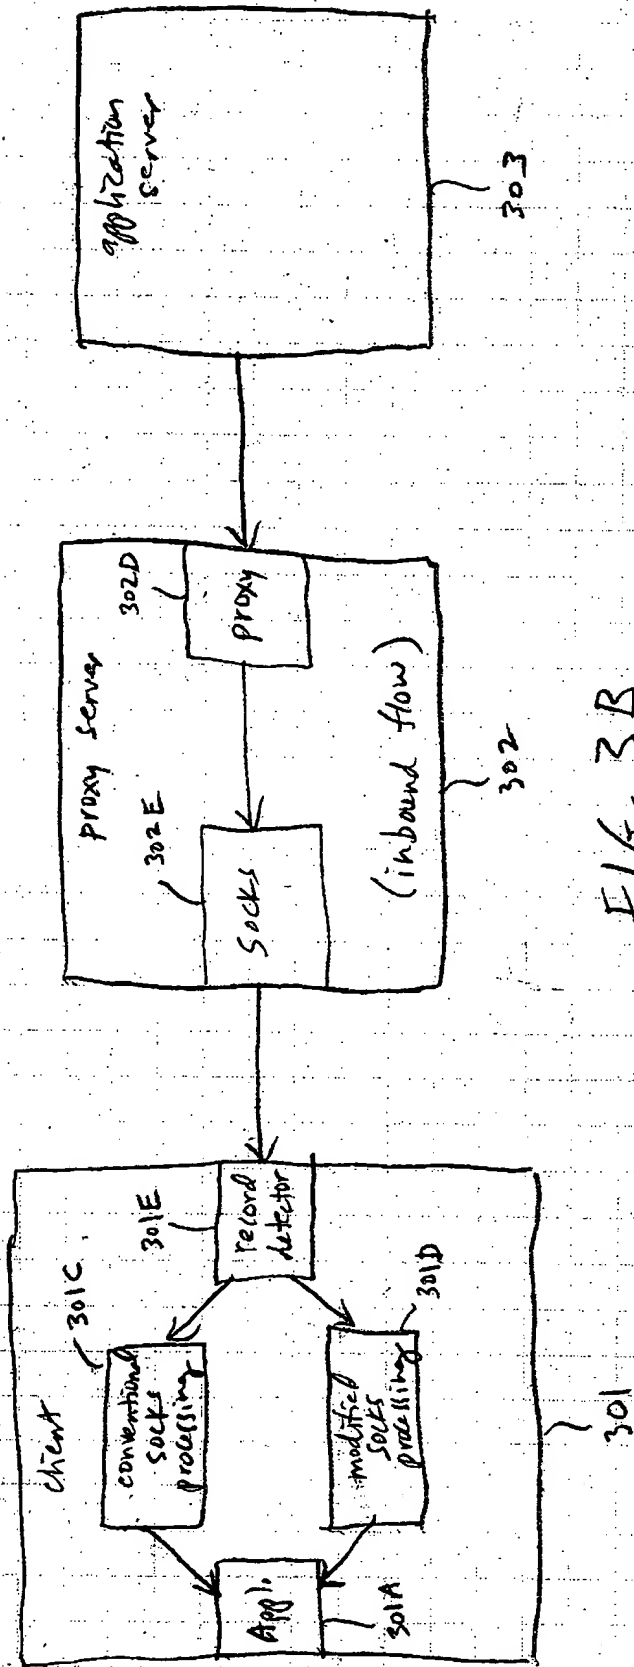 client
301C
conventional
socks
processing
Appl.
301A
modified
socks
processing
301D
301E
record
detector
301
proxy server
302E
socks
302D
proxy
(inbound flow)
302
application
server
303
FIG. 3B